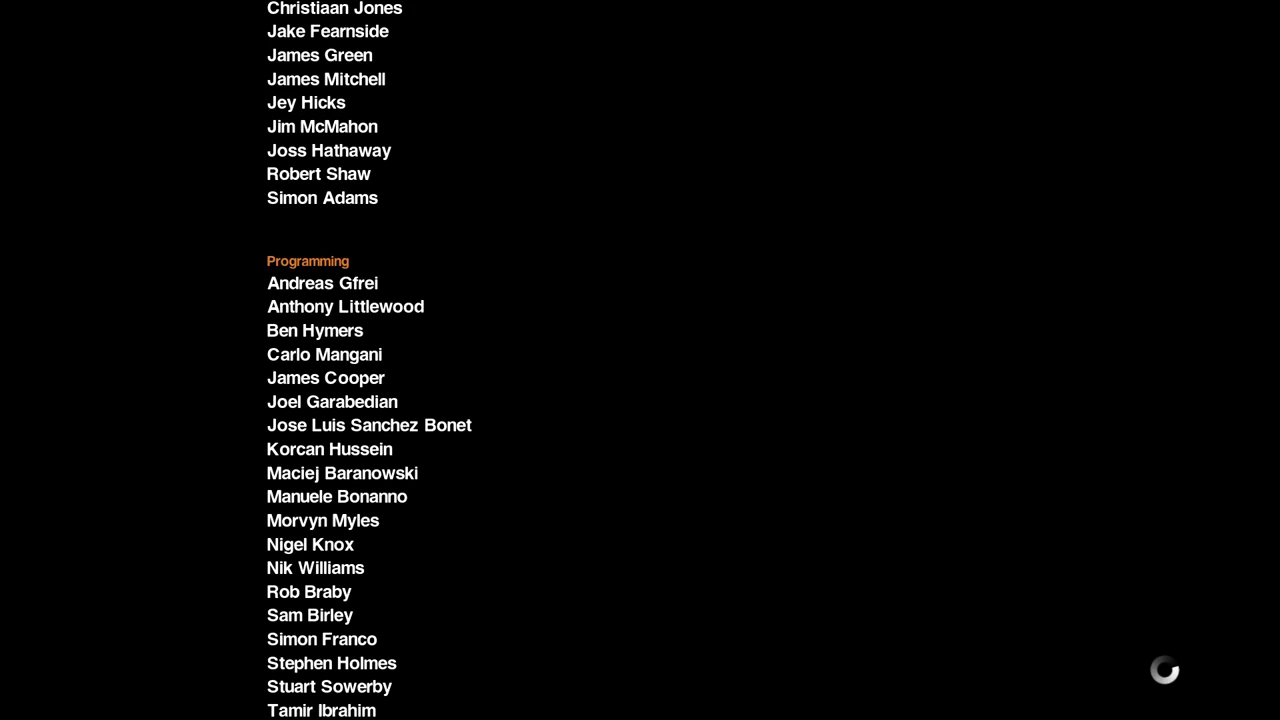 Christiaan Jones
Jake Fearnside
James Green
James Mitchell
Jey Hicks
Jim McMahon
Joss Hathaway
Robert Shaw
Simon Adams
Programming
Andreas Gfrei
Anthony Littlewood
Ben Hymers
Carlo Mangani
James Cooper
Joel Garabedian
Jose Luis Sanchez Bonet
Korcan Hussein
Maciej Baranowski
Manuele Bonanno
Morvyn Myles
Nigel Knox
Nik Williams
Rob Braby
Sam Birley
Simon Franco
Stephen Holmes
Stuart Sowerby
Tamir Ibrahim